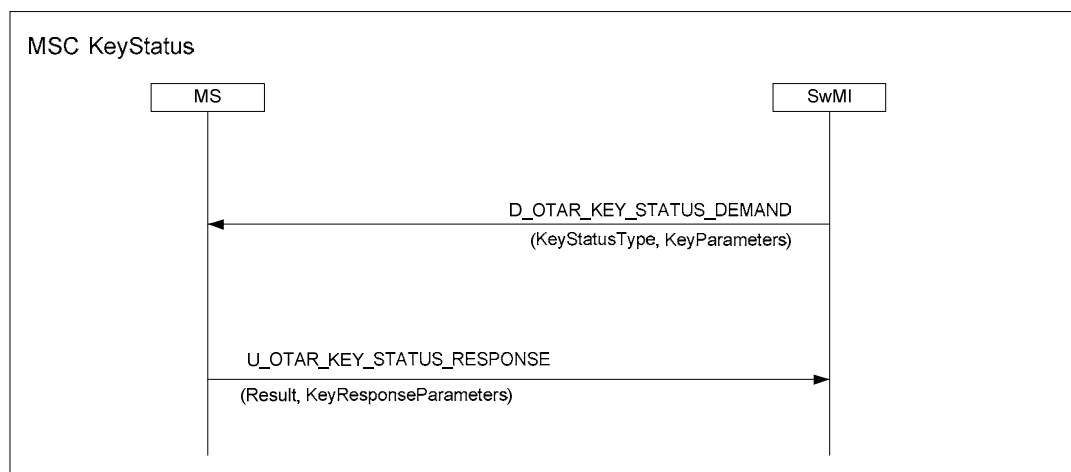 MSC KeyStatus
MS
SwMI
D_OTAR_KEY_STATUS_DEMAND
(KeyStatusType, KeyParameters)
U_OTAR_KEY_STATUS_RESPONSE
(Result, KeyResponseParameters)